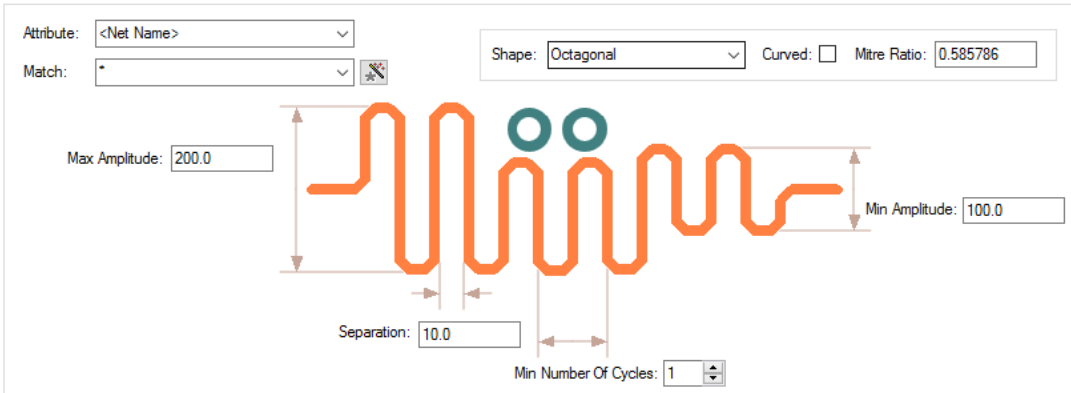 Attribute: <Net Name>
Shape: Octagonal Curved: Mitre Ratio: 0.585786
Match: *
Max Amplitude: 200.0
Min Amplitude: 100.0
Separation: 10.0
Min Number Of Cycles: 1